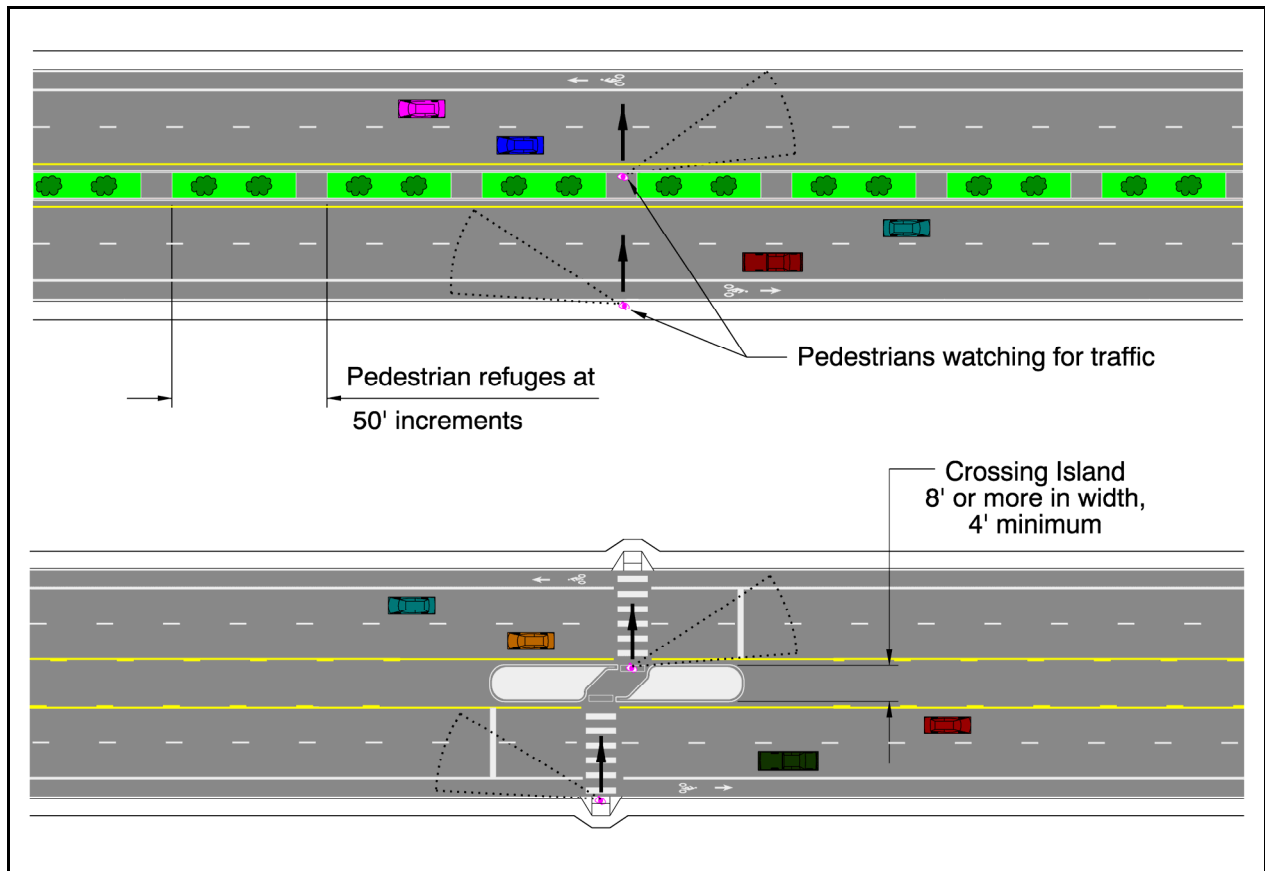 Pedestrians watching for traffic
Pedestrian refuges at
50' increments
Crossing Island
8' or more in width,
4' minimum